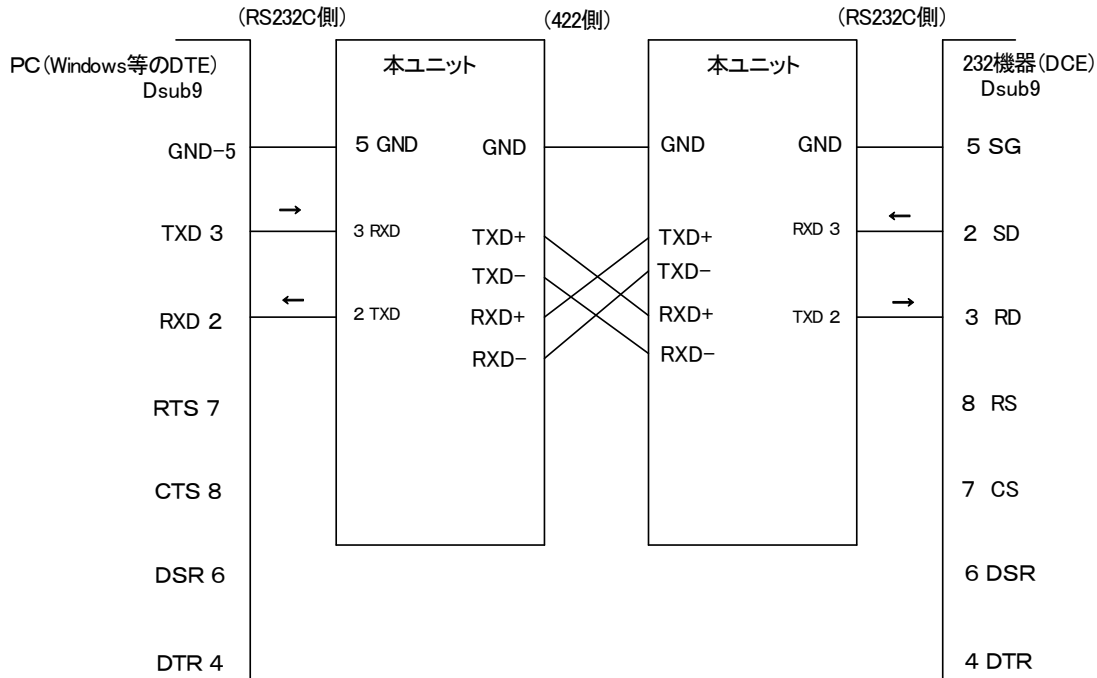 (RS232C側)
(422側)
(RS232C側)
PC(Windows等のDTE)
Dsub9
本ユニット
本ユニット
232機器(DCE)
Dsub9
GND-5
5 GND
GND
GND
GND
5 SG
→
←
TXD 3
3 RXD
TXD+
TXD+
RXD 3
2 SD
TXD-
TXD-
←
→
RXD 2
2 TXD
RXD+
RXD+
TXD 2
3 RD
RXD-
RXD-
RTS 7
8 RS
CTS 8
7 CS
DSR 6
6 DSR
DTR 4
4 DTR